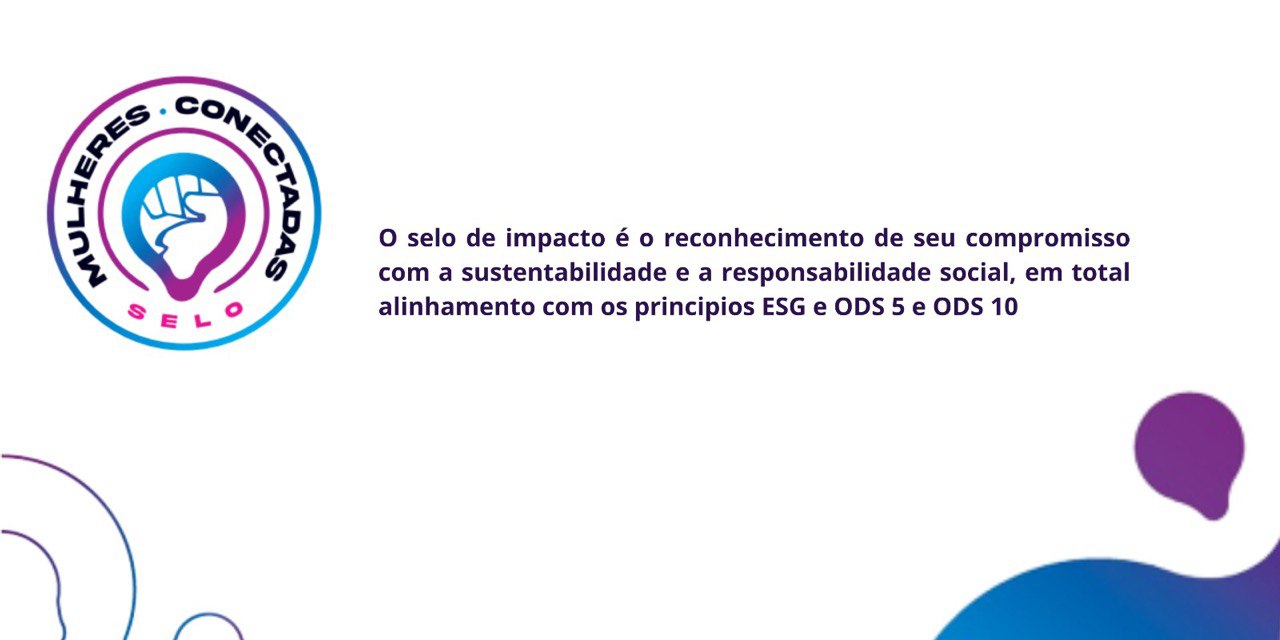 MULHERES · CONECTADAS
SELO
O selo de impacto é o reconhecimento de seu compromisso
com a sustentabilidade e a responsabilidade social, em total
alinhamento com os principios ESG e ODS 5 e ODS 10